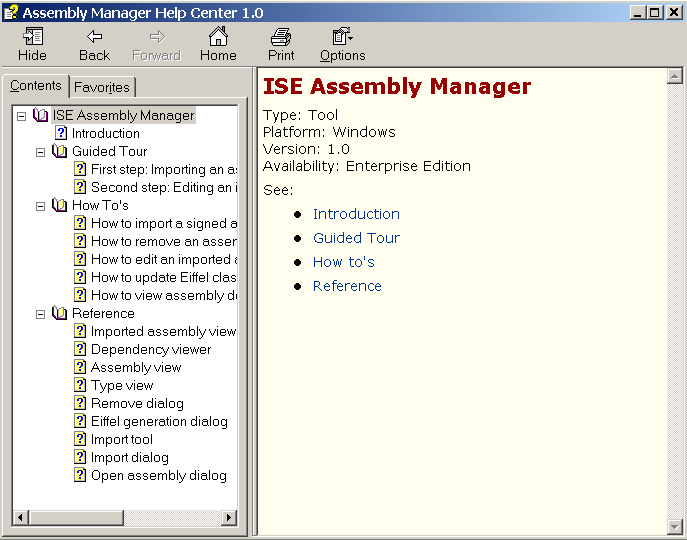 Assembly Manager Help Center 1.0
Hide Back Forward Home Print Options
Contents Favorites
ISE Assembly Manager
Introduction
Guided Tour
First step: Importing an as
Second step: Editing an i
How To's
How to import a signed a
How to remove an assem
How to edit an imported a
How to update Eiffel clas
How to view assembly de
Reference
Imported assembly view
Dependency viewer
Assembly view
Type view
Remove dialog
Eiffel generation dialog
Import tool
Import dialog
Open assembly dialog
ISE Assembly Manager
Type: Tool
Platform: Windows
Version: 1.0
Availability: Enterprise Edition
See:
Introduction
Guided Tour
How to's
Reference